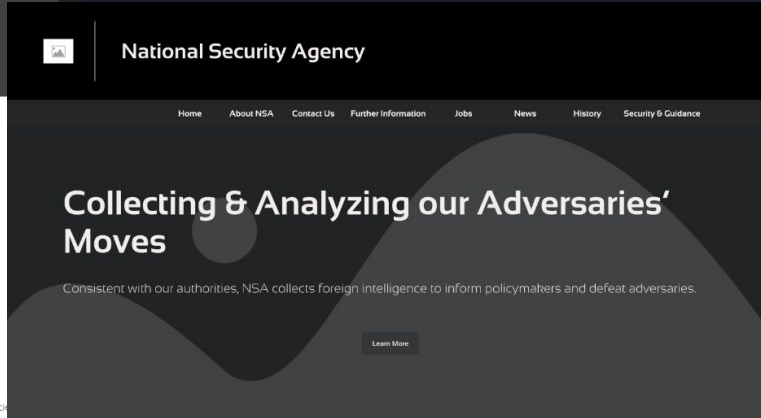 National Security Agency
Home About NSA Contact Us Further Information Jobs News History Security & Guidance
Collecting & Analyzing our Adversaries'
Moves
Consistent with our authorities, NSA collects foreign intelligence to inform policymakers and defeat adversaries.
Learn More